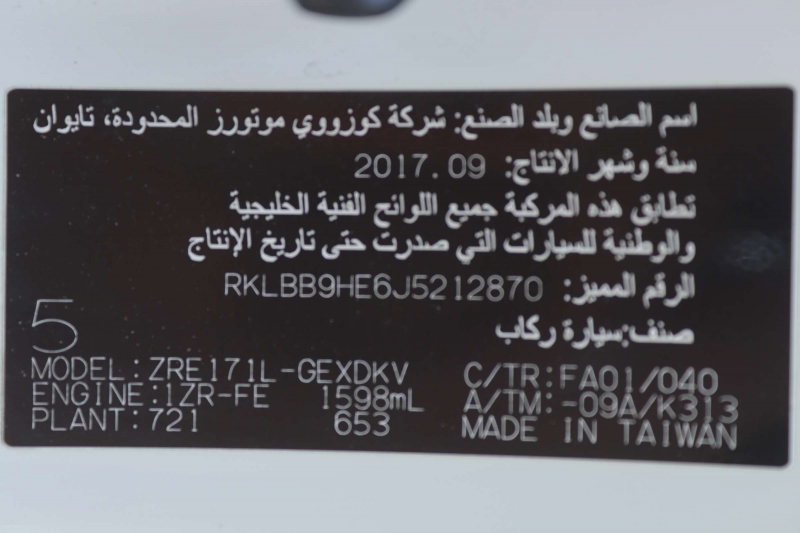 اسم الصانع وبلد الصنع: شركة كوزووي موتورز المحدودة، تايوان
سنة وشهر الانتاج: 2017.09
تطابق هذه المركبة جميع اللوائح الفنية الخليجية
والوطنية للسيارات التي صدرت حتى تاريخ الإنتاج
الرقم المميز: RKLBB9HE6J5212870
صنف:سيارة ركاب
5
MODEL:ZRE171L-GEXDKV C/TR:FA01/040
ENGINE:1ZR-FE 1598mL A/TM:-09A/K313
PLANT:721 653 MADE IN TAIWAN